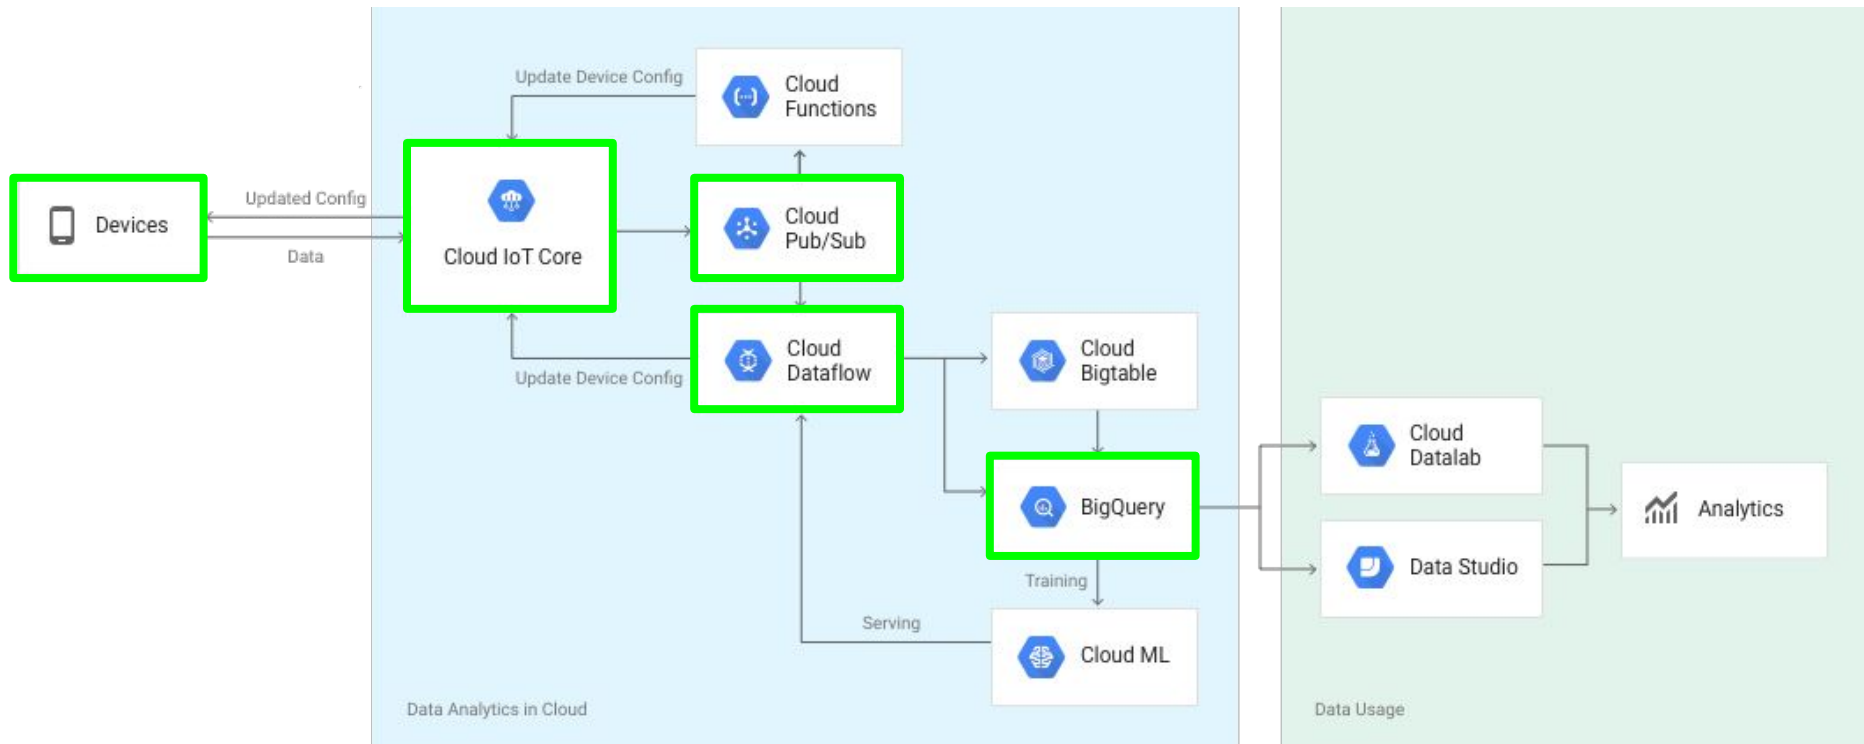 Update Device Config
Cloud
Functions
Devices
Updated Config
Data
Cloud IoT Core
Cloud
Pub/Sub
Cloud
Dataflow
Update Device Config
Cloud
Bigtable
BigQuery
Training
Serving
Cloud ML
Data Analytics in Cloud
Cloud
Datalab
Data Studio
Analytics
Data Usage